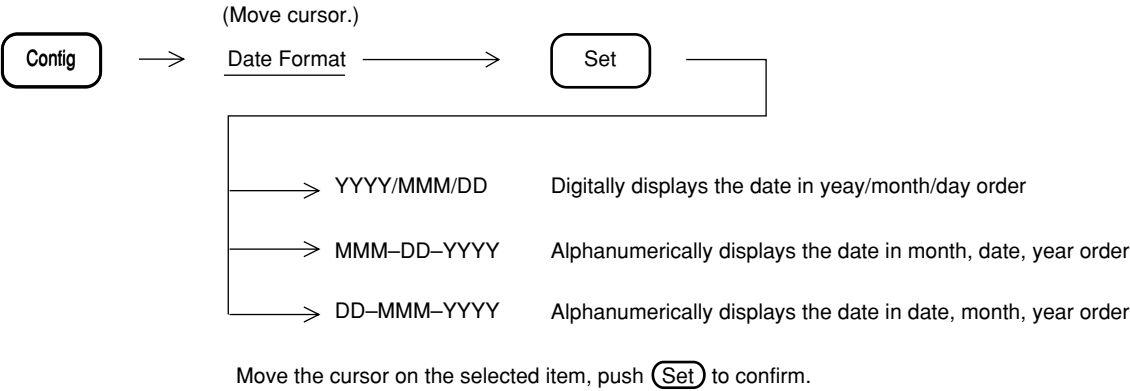 (Move cursor.)
Contig Date Format Set
YYYY/MMM/DD Digitally displays the date in yeay/month/day order
MMM–DD–YYYY Alphanumerically displays the date in month, date, year order
DD–MMM–YYYY Alphanumerically displays the date in date, month, year order
Move the cursor on the selected item, push Set to confirm.